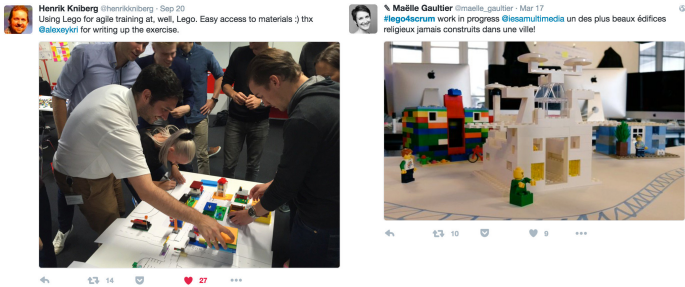 Henrik Kniberg @henrikkniberg · Sep 20
Using Lego for agile training at, well, Lego. Easy access to materials :) thx
@alexeykri for writing up the exercise.
14
27
Maëlle Gaultier @maelle_gautier · Mar 17
#lego4scrum work in progress @iesamultimedia un des plus beaux édifices
religieux jamais construits dans une ville!
10
9